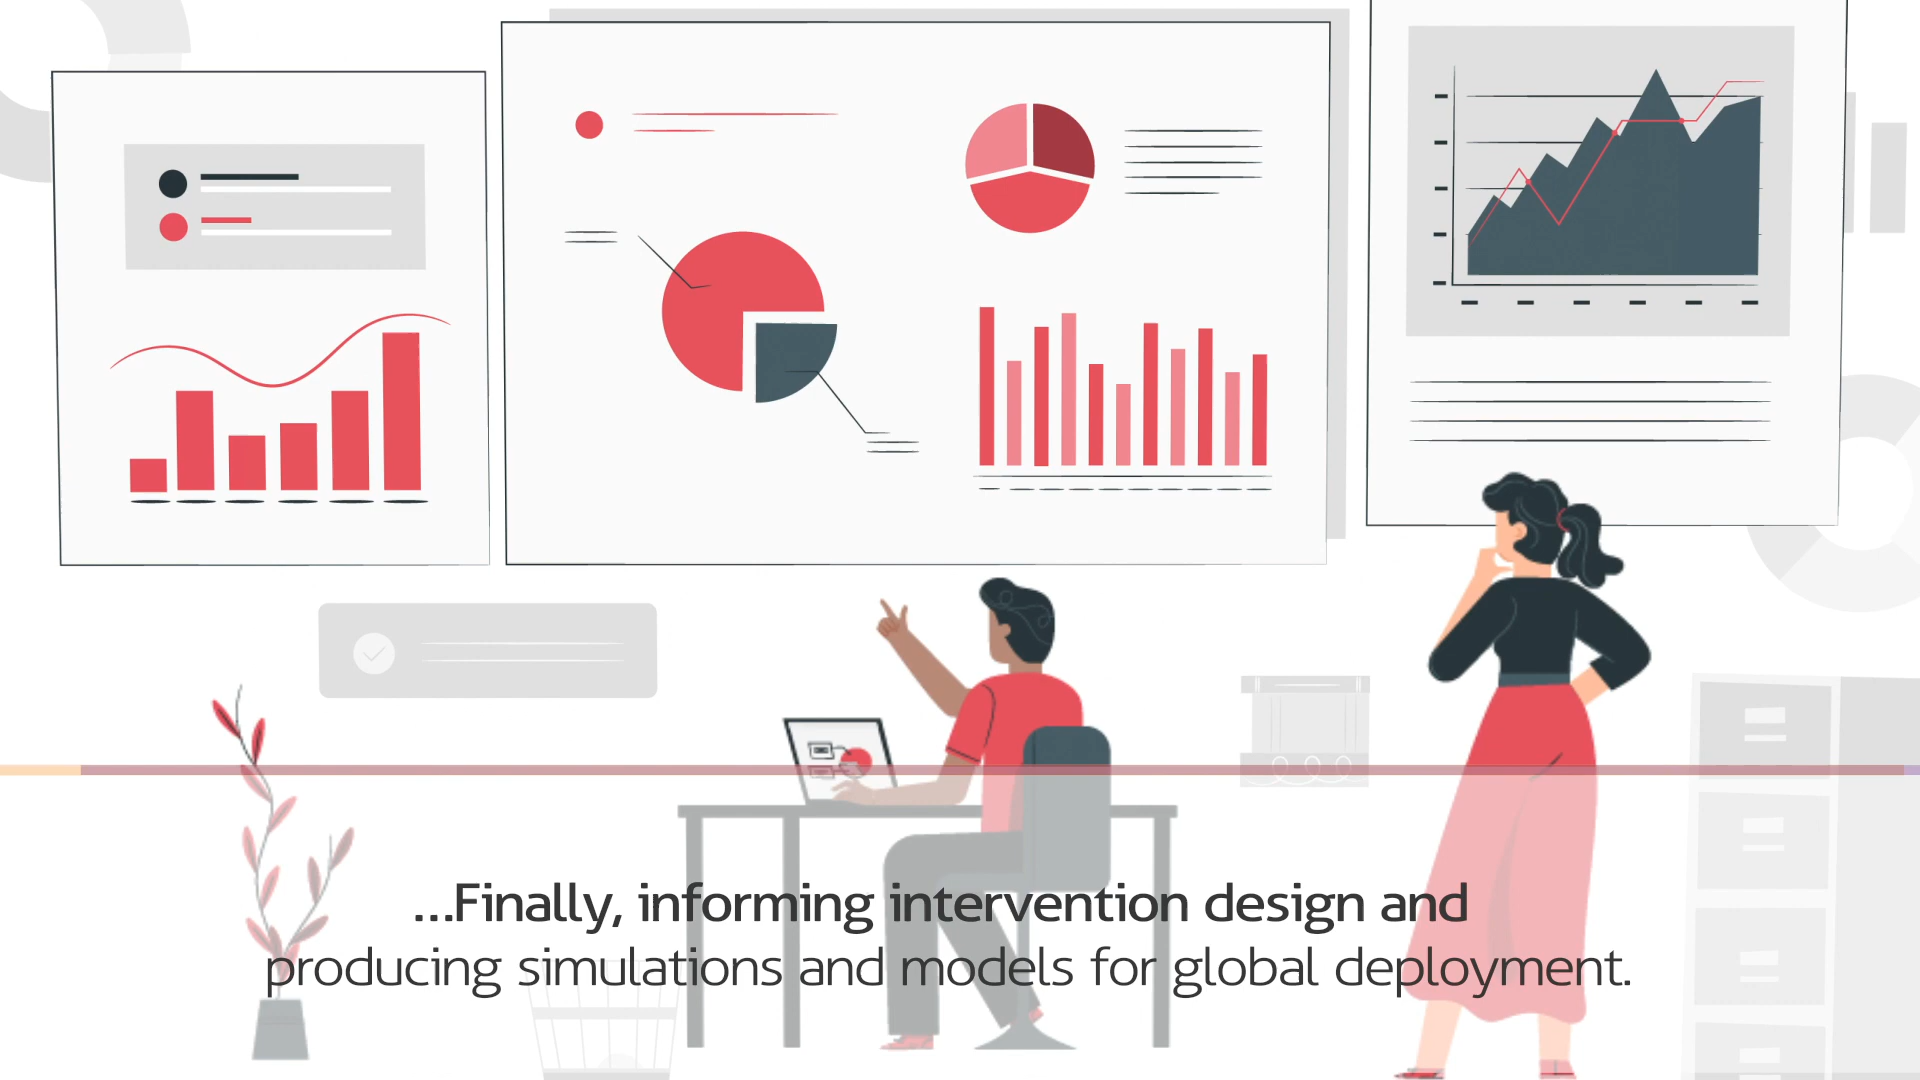 ...Finally, informing intervention design and
producing simulations and models for global deployment.